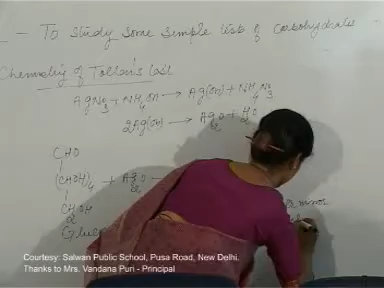 - To study some simple test of carbohydrate
Chemistry of Tollen's test
AgNO3 + NH4OH → Ag(OH) + NH4NO3
2Ag(OH) → Ag2O + H2O
CHO
(CHOH)4 + Ag2O
CH2OH
Courtesy: Salwan Public School, Pusa Road, New Delhi.
Thanks to Mrs. Vandana Puri - Principal